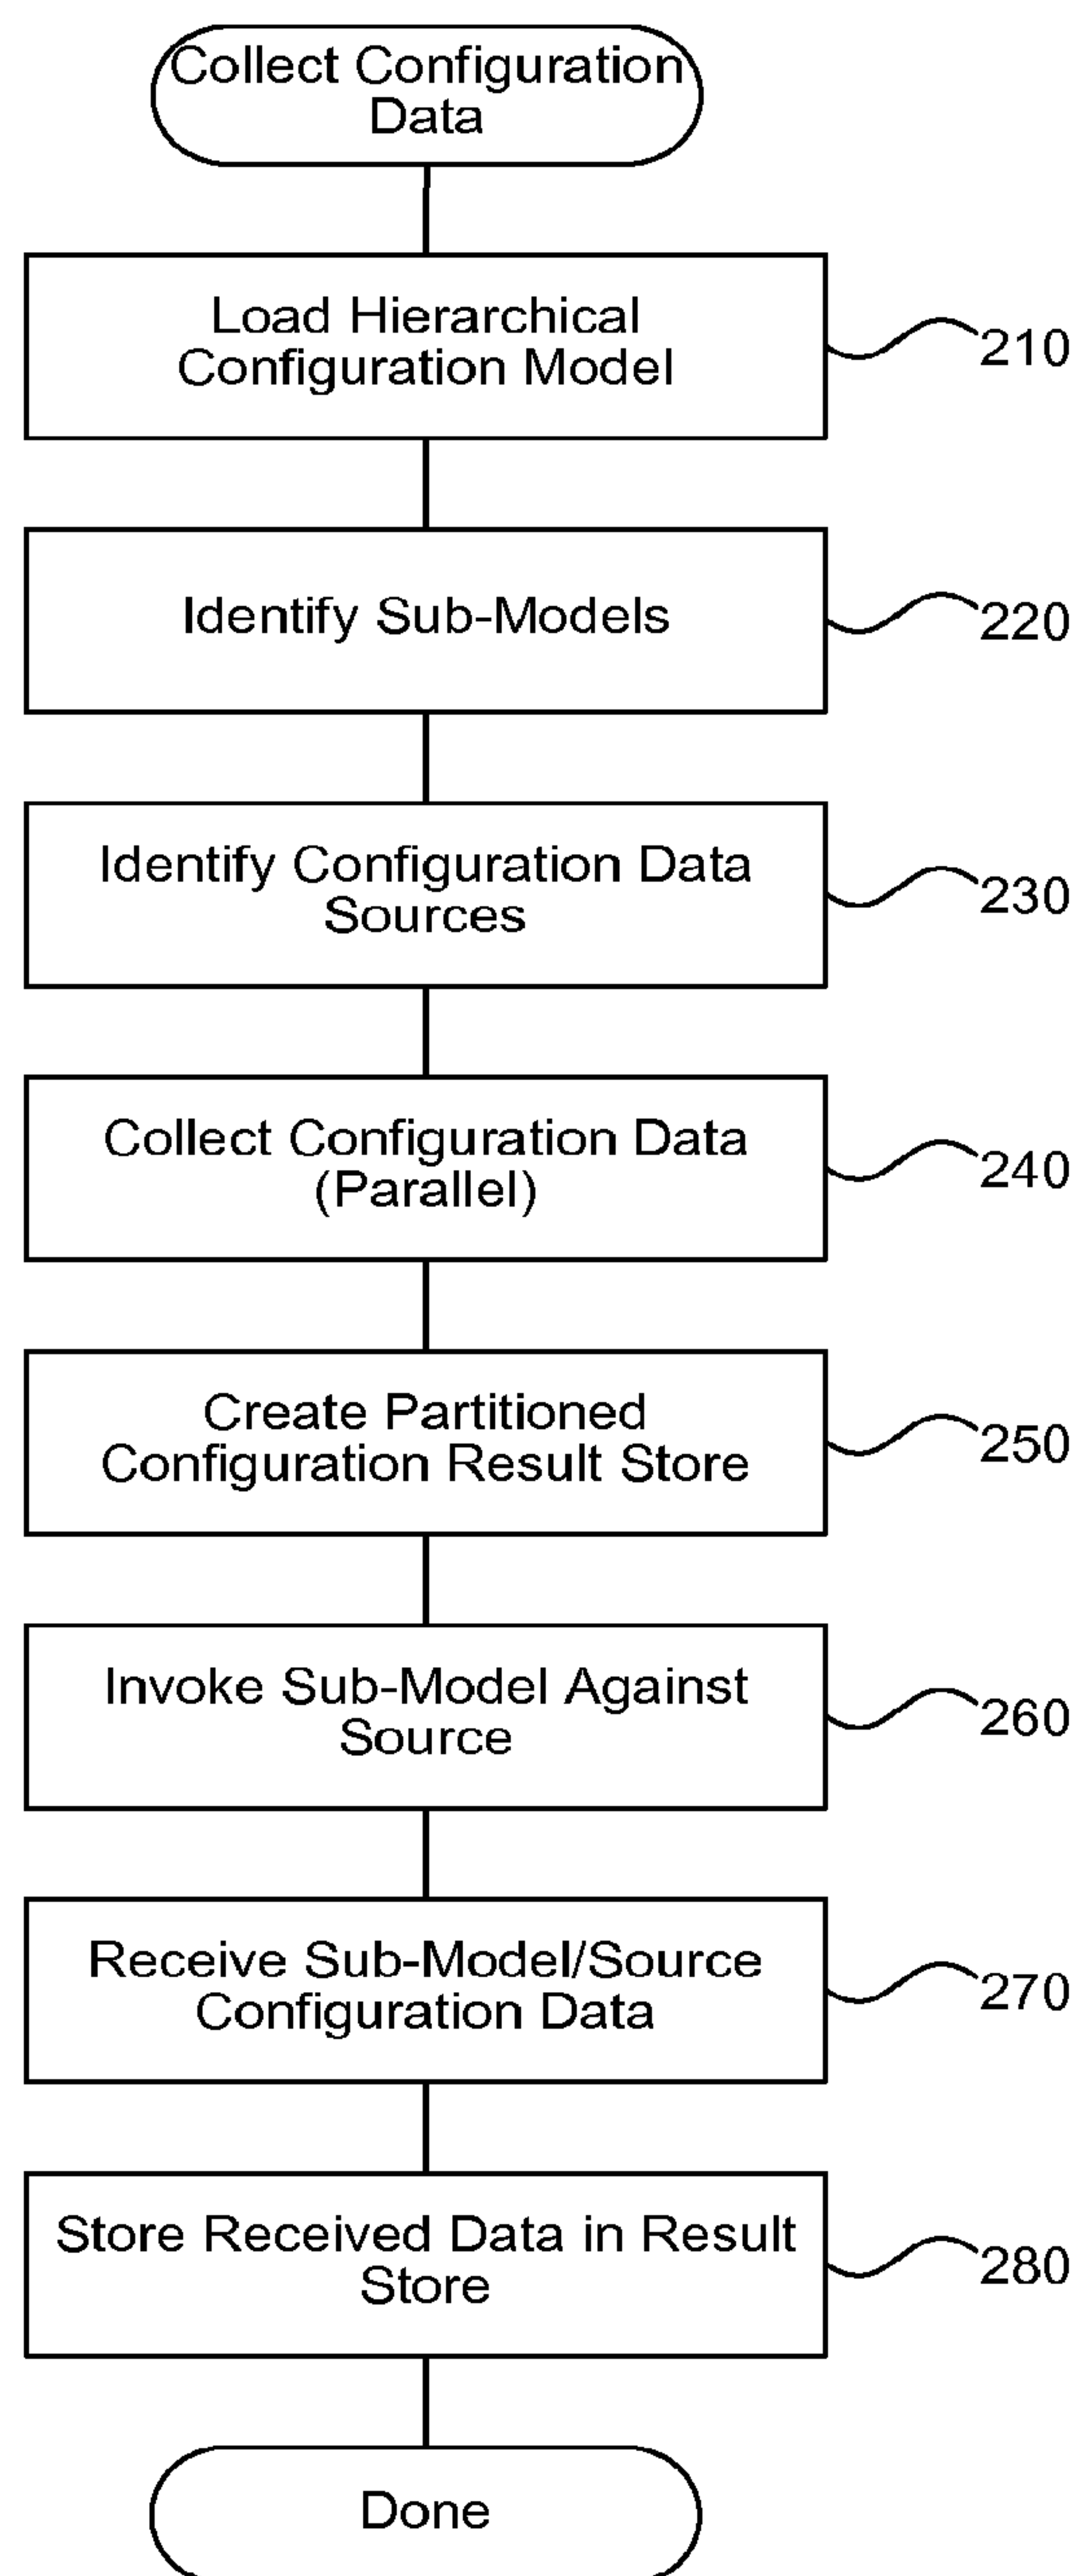 Collect Configuration
Data
Load Hierarchical
Configuration Model
210
Identify Sub-Models
220
Identify Configuration Data
Sources
230
Collect Configuration Data
(Parallel)
240
Create Partitioned
Configuration Result Store
250
Invoke Sub-Model Against
Source
260
Receive Sub-Model/Source
Configuration Data
270
Store Received Data in Result
Store
280
Done